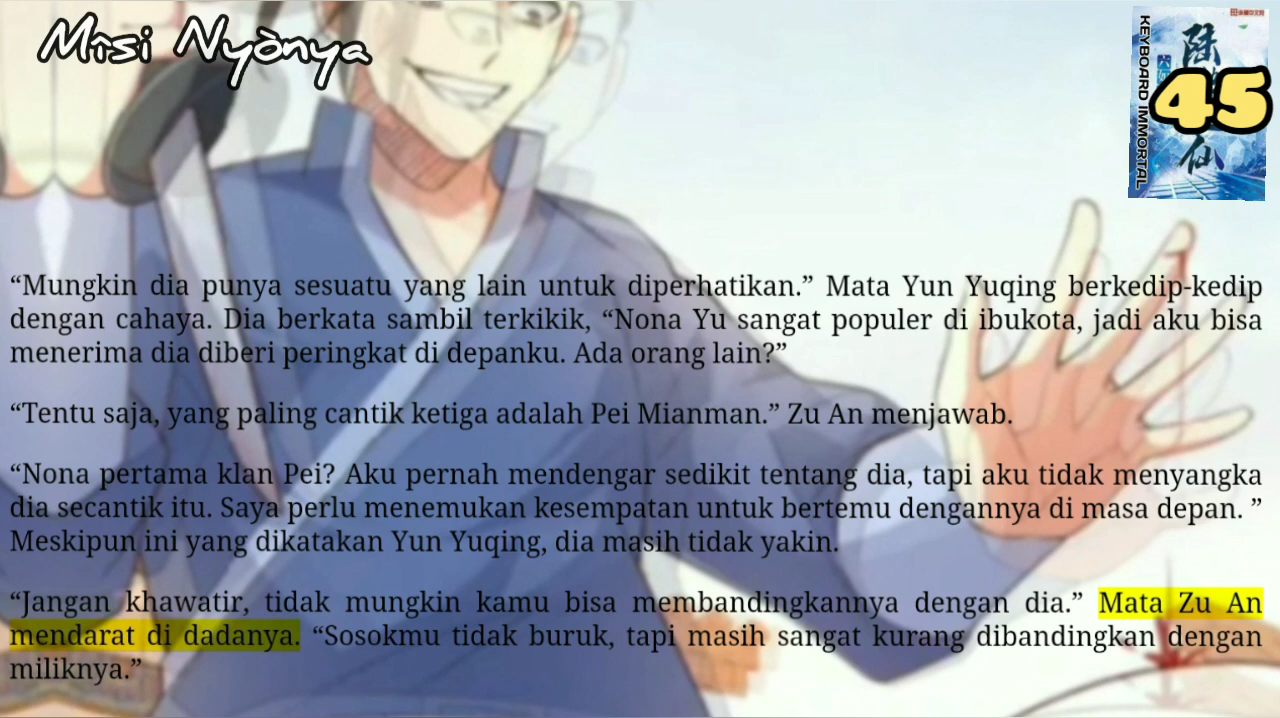 Mîsi Nyònya
KEYBOARD IMMORTAL
45
“Mungkin dia punya sesuatu yang lain untuk diperhatikan.” Mata Yun Yuqing berkedip-kedip
dengan cahaya. Dia berkata sambil terkikik, “Nona Yu sangat populer di ibukota, jadi aku bisa
menerima dia diberi peringkat di depanku. Ada orang lain?”
“Tentu saja, yang paling cantik ketiga adalah Pei Mianman.” Zu An menjawab.
“Nona pertama klan Pei? Aku pernah mendengar sedikit tentang dia, tapi aku tidak menyangka
dia secantik itu. Saya perlu menemukan kesempatan untuk bertemu dengannya di masa depan. ”
Meskipun ini yang dikatakan Yun Yuqing, dia masih tidak yakin.
“Jangan khawatir, tidak mungkin kamu bisa membandingkannya dengan dia.” Mata Zu An
mendarat di dadanya. “Sosokmu tidak buruk, tapi masih sangat kurang dibandingkan dengan
miliknya.”